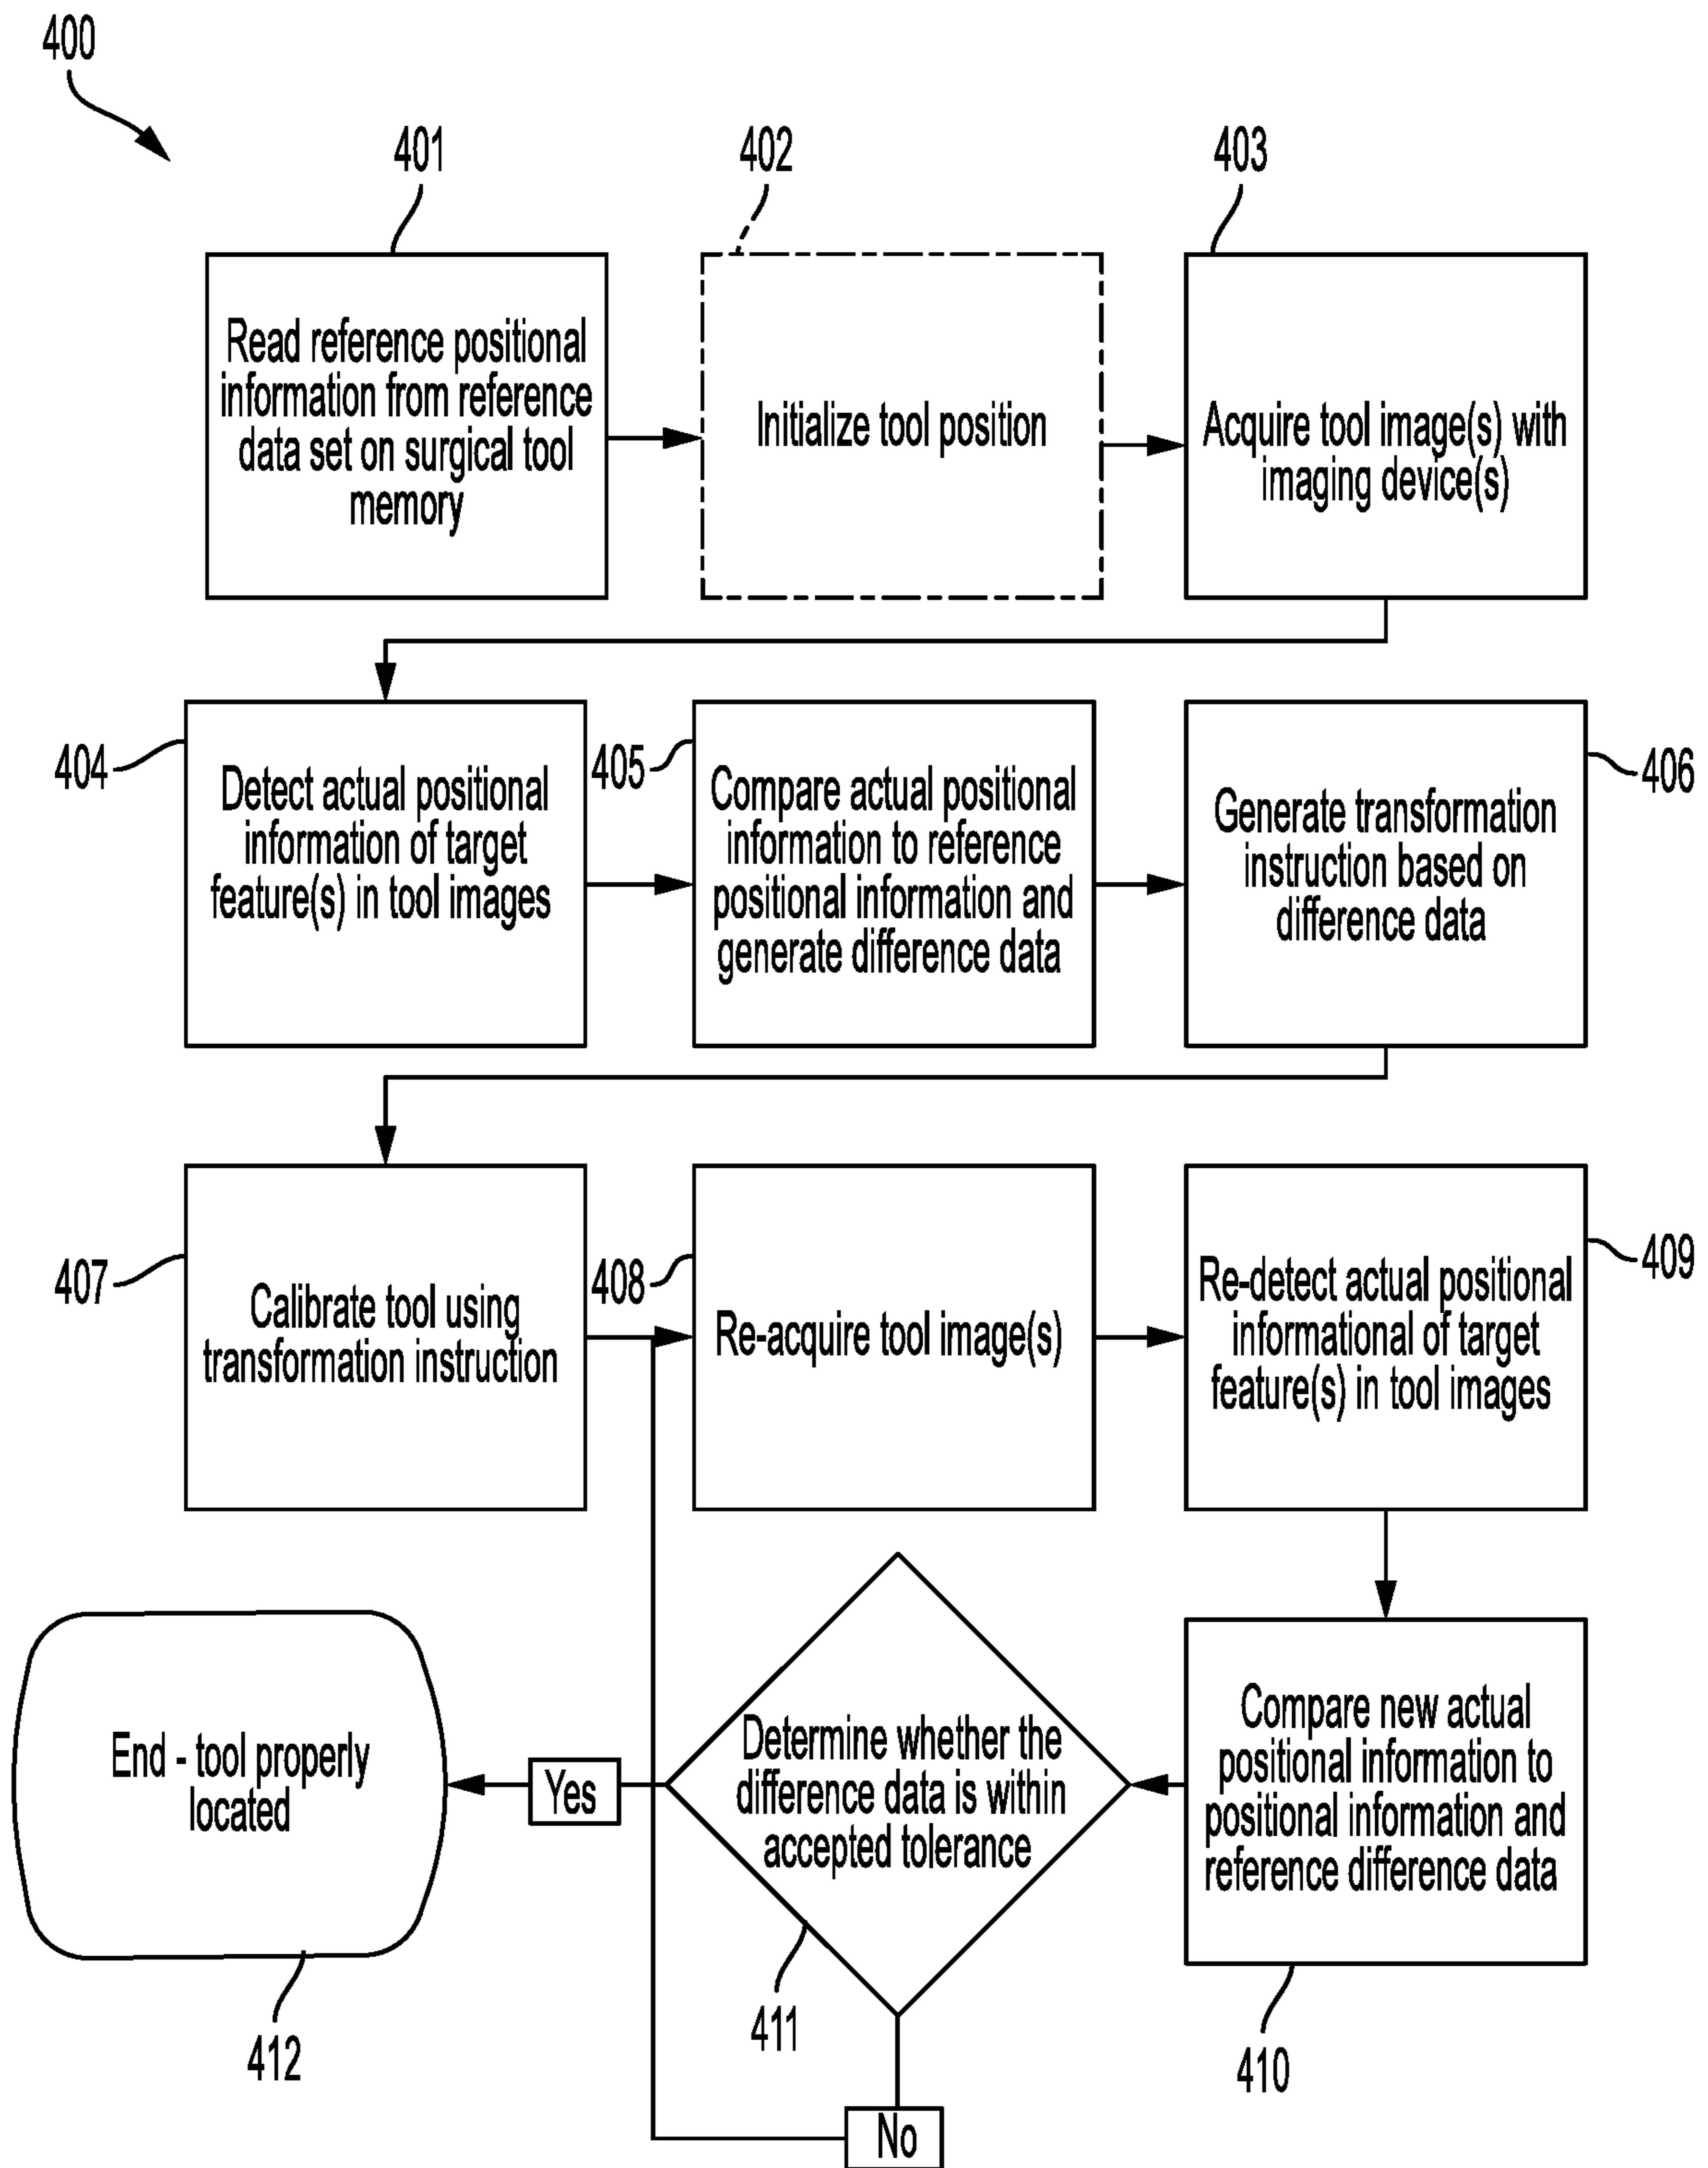 400
401
402
403
Read reference positional
information from reference
data set on surgical tool
memory
Initialize tool position
Acquire tool image(s) with
imaging device(s)
404
Detect actual positional
information of target
feature(s) in tool images
405
Compare actual positional
information to reference
positional information and
generate difference data
406
Generate transformation
instruction based on
difference data
407
Calibrate tool using
transformation instruction
408
Re-acquire tool image(s)
409
Re-detect actual positional
informational of target
feature(s) in tool images
End - tool properly
located
Yes
Determine whether the
difference data is within
accepted tolerance
Compare new actual
positional information to
positional information and
reference difference data
412
411
410
No